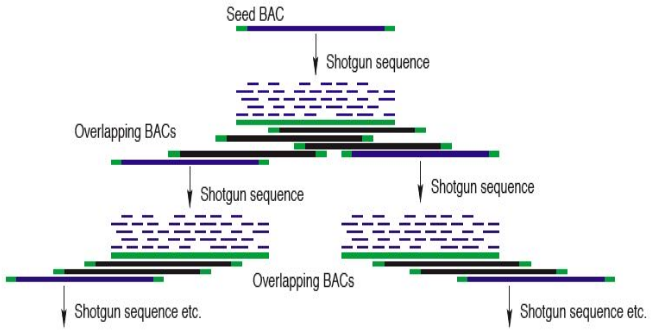 Seed BAC
Shotgun sequence
Overlapping BACs
Shotgun sequence
Shotgun sequence
Overlapping BACs
Shotgun sequence etc.
Shotgun sequence etc.